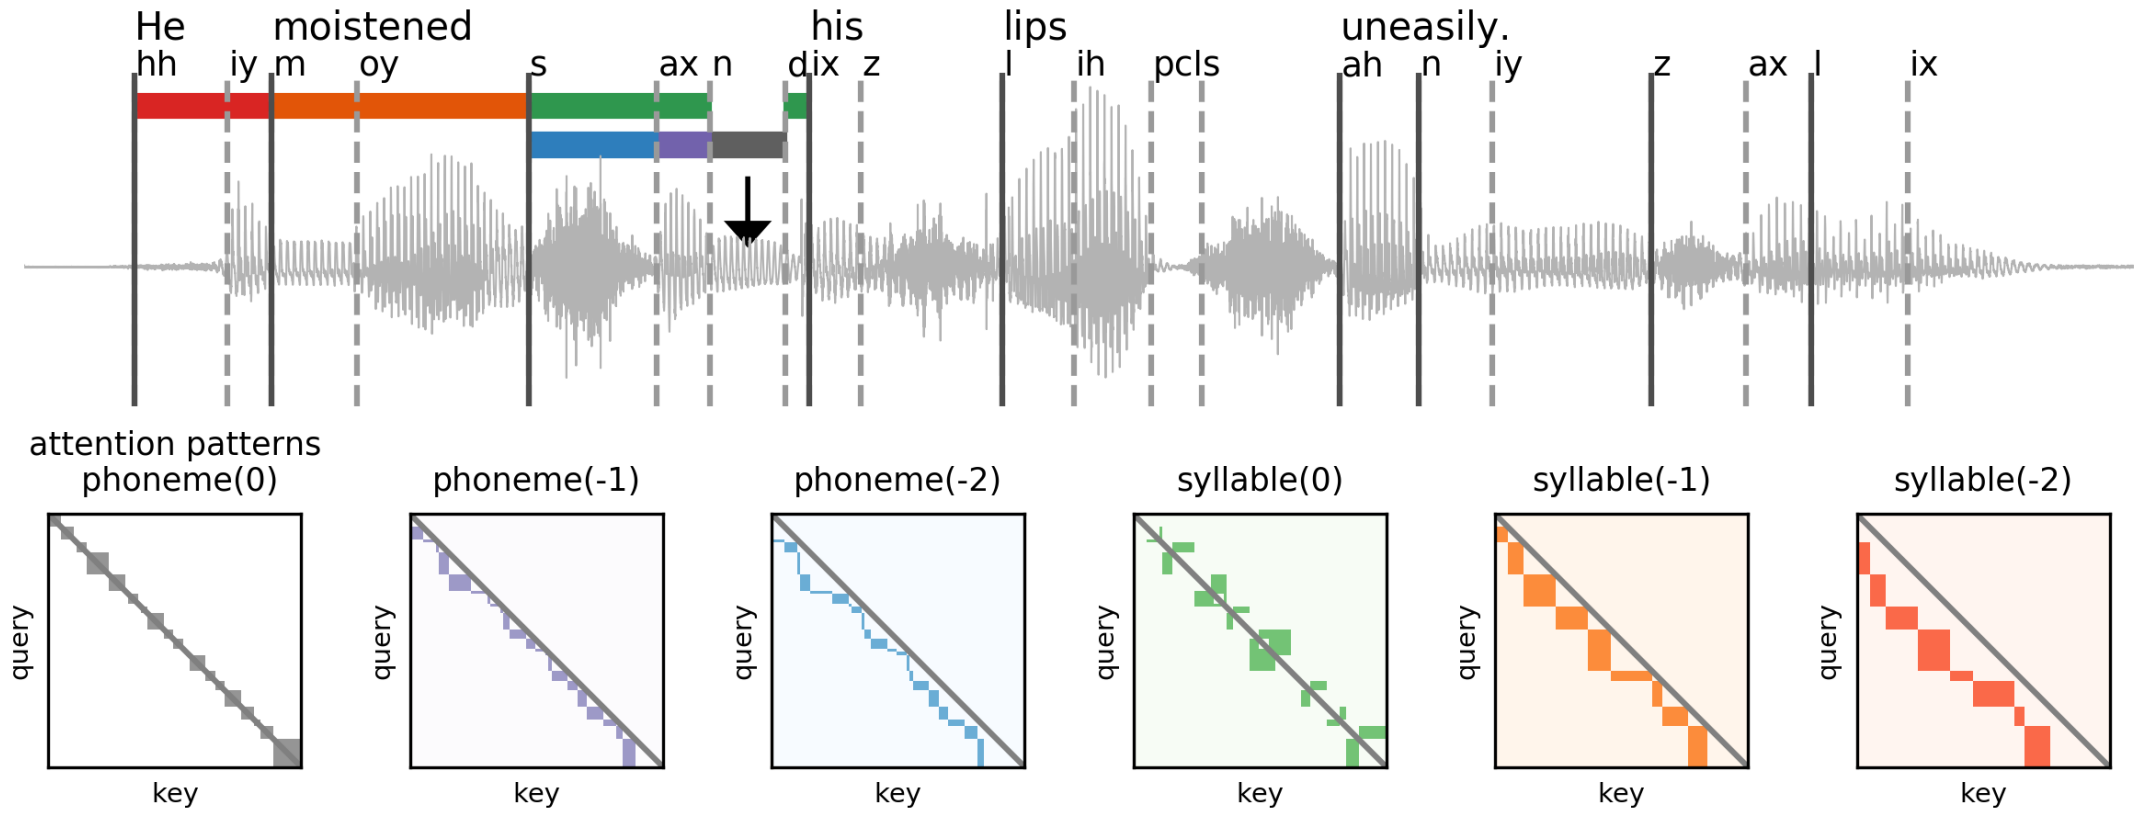 He moistened his lips uneasily.
hh iy m oy s ax n d ix z l ih pcl s ah n iy z ax l ix
attention patterns
phoneme(0) phoneme(-1) phoneme(-2) syllable(0) syllable(-1) syllable(-2)
query query query query query query
key key key key key key